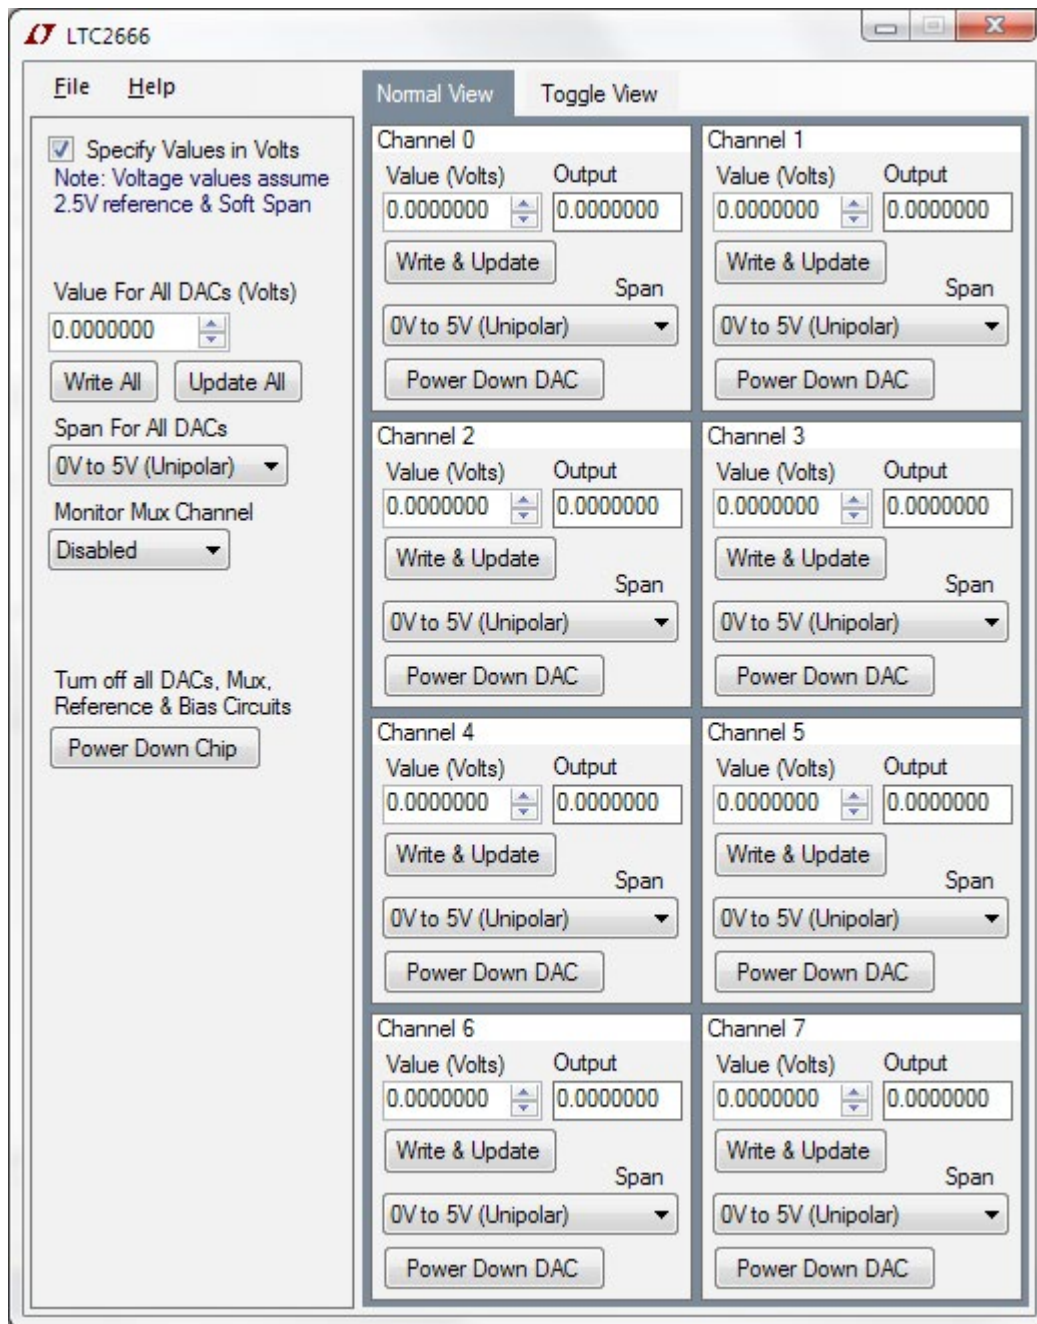 LTC2666
File Help
Normal View Toggle View
Specify Values in Volts
Note: Voltage values assume
2.5V reference & Soft Span
Value For All DACs (Volts)
0.0000000
Write All Update All
Span For All DACs
0V to 5V (Unipolar)
Monitor Mux Channel
Disabled
Turn off all DACs, Mux,
Reference & Bias Circuits
Power Down Chip
Channel 0
Value (Volts) Output
0.0000000 0.0000000
Write & Update
Span
0V to 5V (Unipolar)
Power Down DAC
Channel 1
Value (Volts) Output
0.0000000 0.0000000
Write & Update
Span
0V to 5V (Unipolar)
Power Down DAC
Channel 2
Value (Volts) Output
0.0000000 0.0000000
Write & Update
Span
0V to 5V (Unipolar)
Power Down DAC
Channel 3
Value (Volts) Output
0.0000000 0.0000000
Write & Update
Span
0V to 5V (Unipolar)
Power Down DAC
Channel 4
Value (Volts) Output
0.0000000 0.0000000
Write & Update
Span
0V to 5V (Unipolar)
Power Down DAC
Channel 5
Value (Volts) Output
0.0000000 0.0000000
Write & Update
Span
0V to 5V (Unipolar)
Power Down DAC
Channel 6
Value (Volts) Output
0.0000000 0.0000000
Write & Update
Span
0V to 5V (Unipolar)
Power Down DAC
Channel 7
Value (Volts) Output
0.0000000 0.0000000
Write & Update
Span
0V to 5V (Unipolar)
Power Down DAC